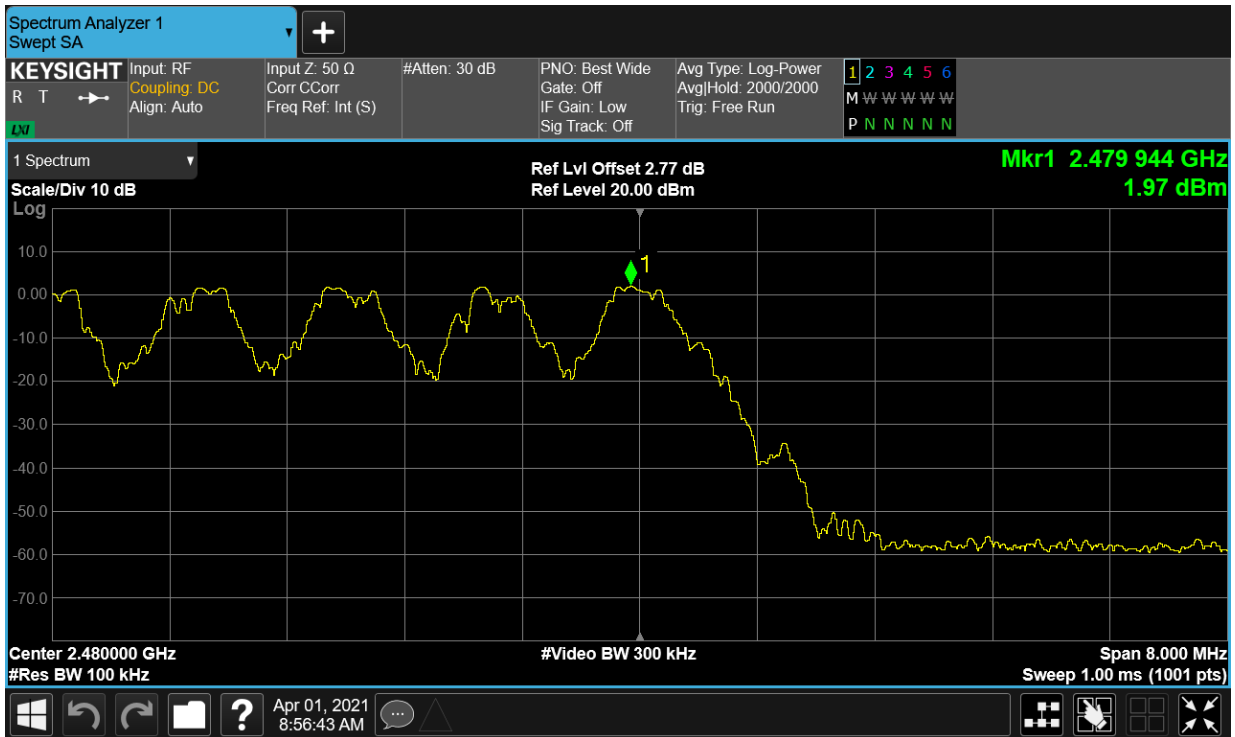 Spectrum Analyzer 1
Swept SA
KEYSIGHT
R T
LXI
Input: RF
Coupling: DC
Align: Auto
Input Z: 50 Ω
Corr CCorr
Freq Ref: Int (S)
#Atten: 30 dB
PNO: Best Wide
Gate: Off
IF Gain: Low
Sig Track: Off
Avg Type: Log-Power
Avg|Hold: 2000/2000
Trig: Free Run
1 2 3 4 5 6
M W W W W W
P N N N N N
1 Spectrum
Scale/Div 10 dB
Log
Ref Lvl Offset 2.77 dB
Ref Level 20.00 dBm
Mkr1 2.479 944 GHz
1.97 dBm
10.0
1
0.00
-10.0
-20.0
-30.0
-40.0
-50.0
-60.0
-70.0
Center 2.480000 GHz
#Res BW 100 kHz
#Video BW 300 kHz
Span 8.000 MHz
Sweep 1.00 ms (1001 pts)
?
Apr 01, 2021
8:56:43 AM